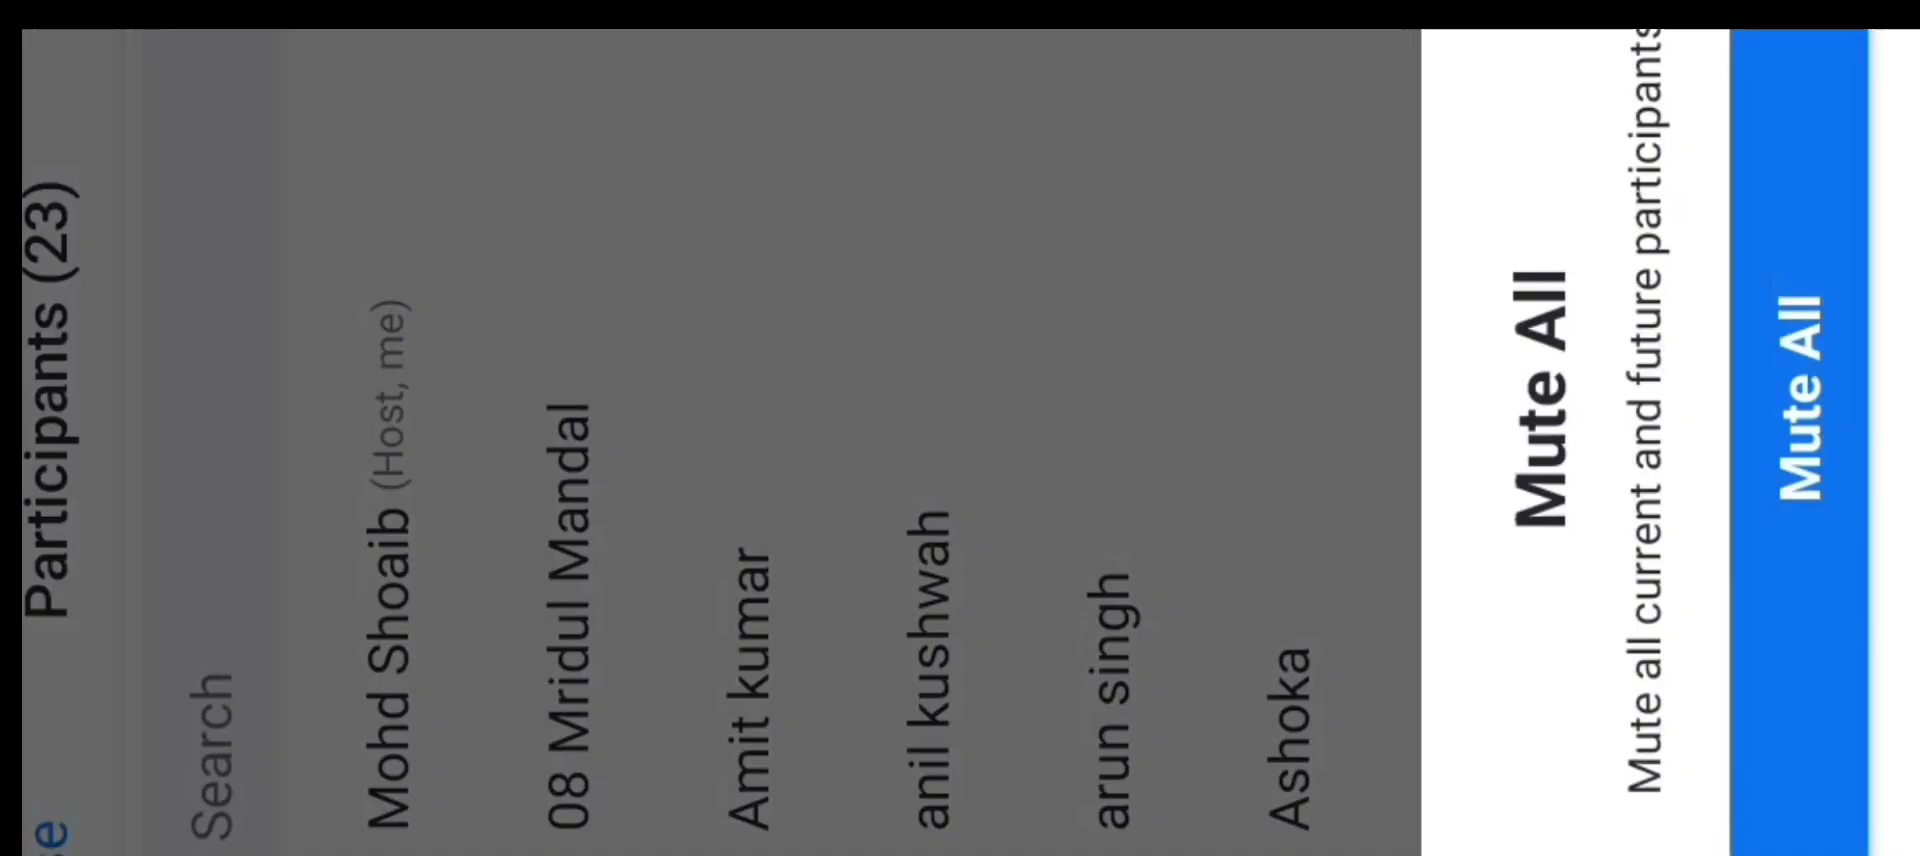 Participants (23)
Search
Mohd Shoaib (Host, me)
08 Mridul Mandal
Amit kumar
anil kushwah
arun singh
Ashoka
Mute All
Mute all current and future participants
Mute All